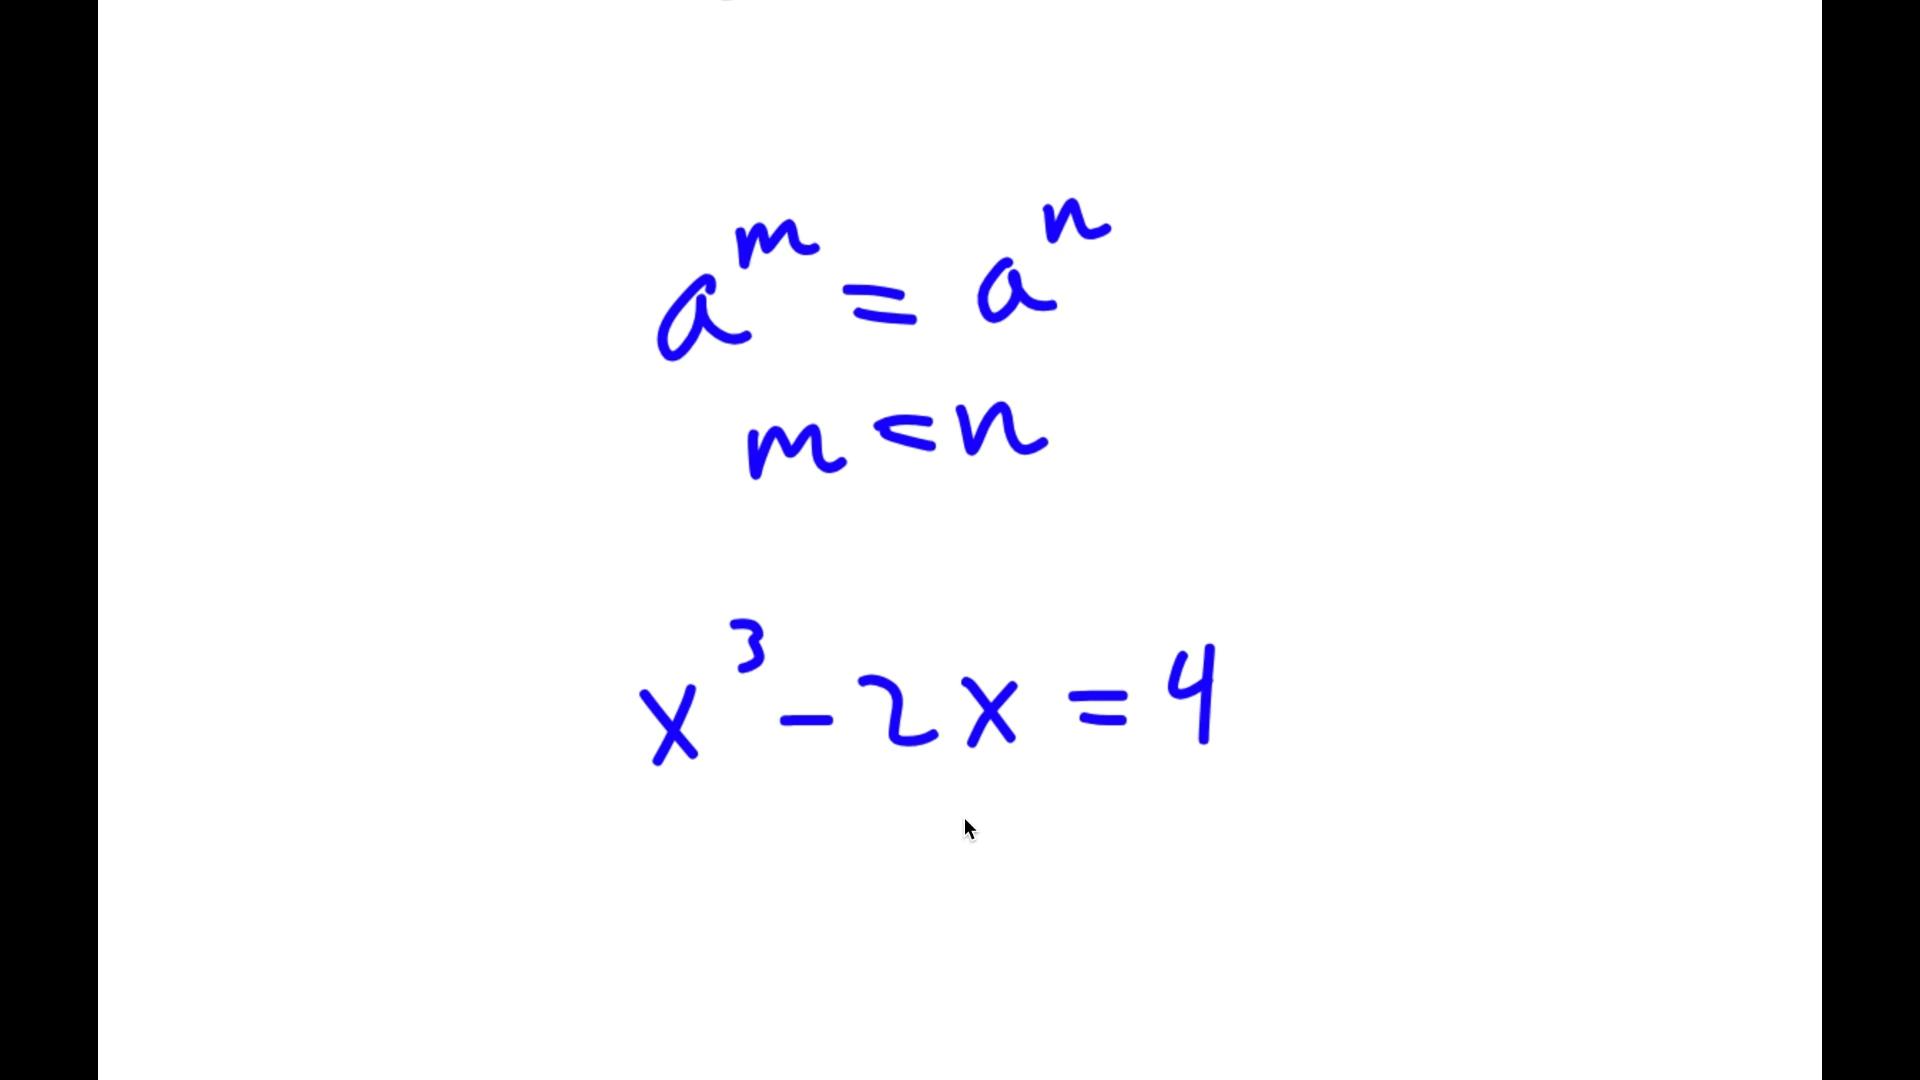 a^m = a^n
m = n
x^3 - 2x = 4